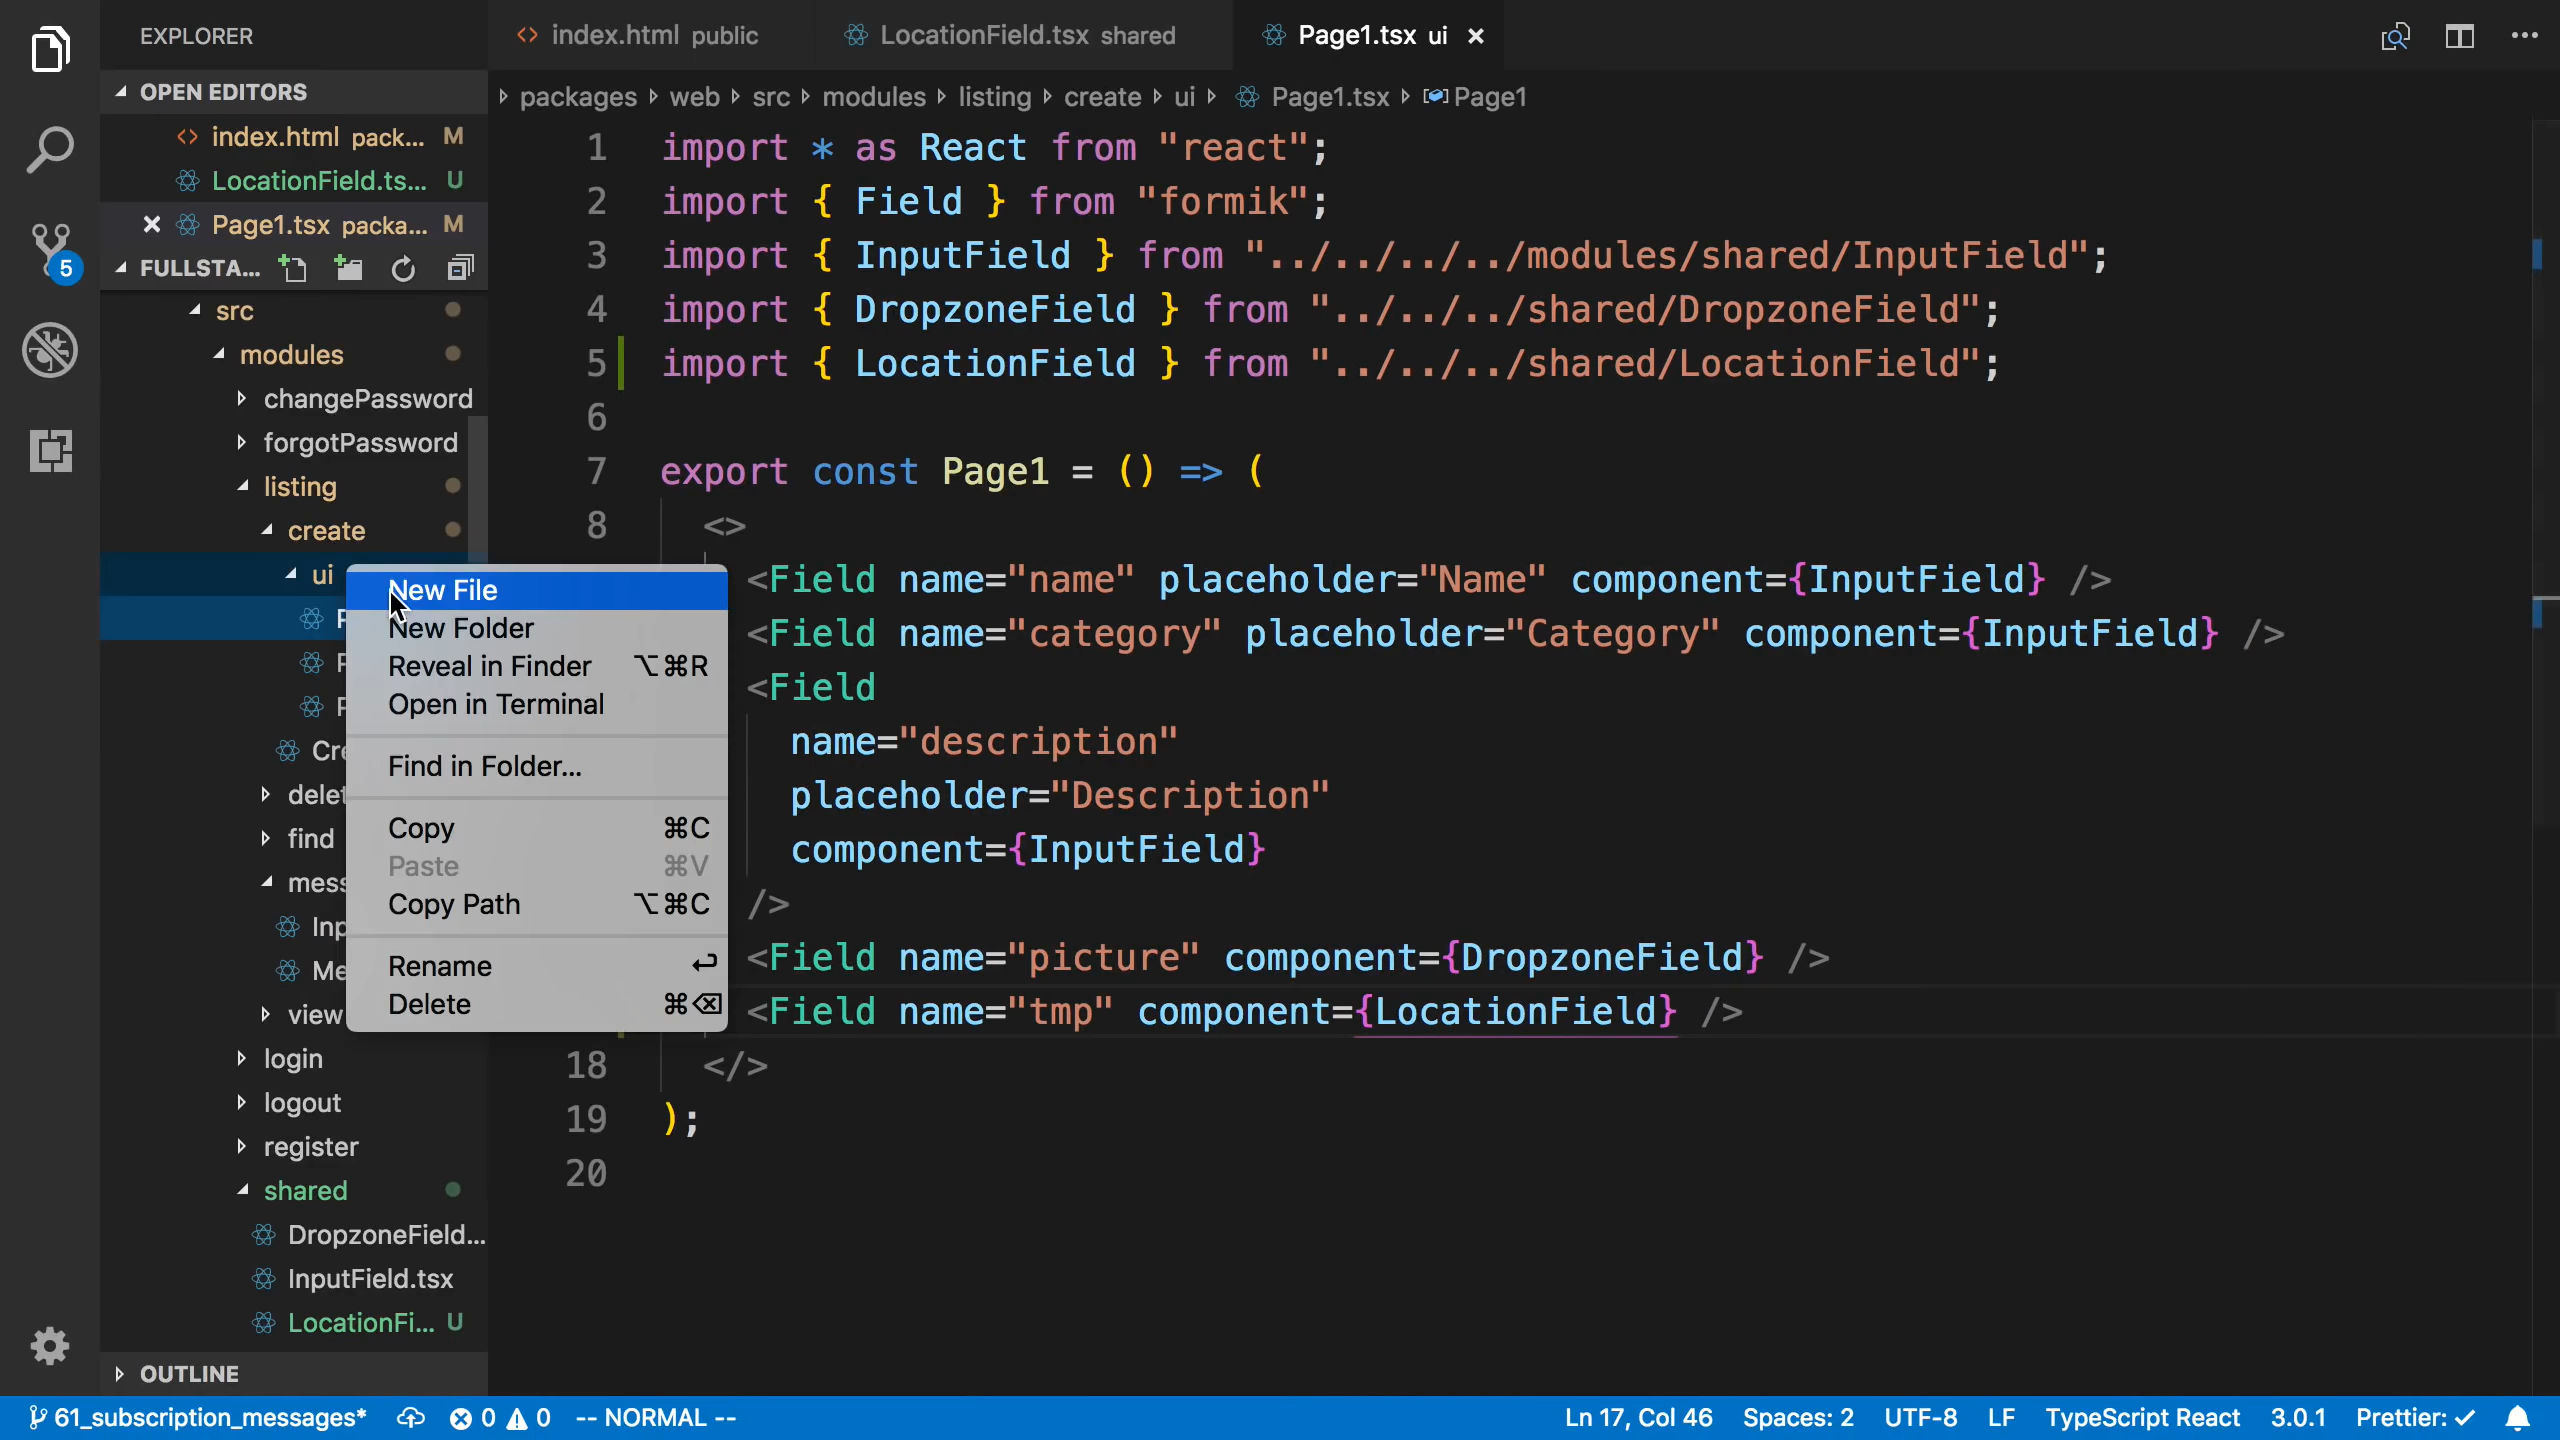 EXPLORER
index.html public
LocationField.tsx shared
Page1.tsx ui
OPEN EDITORS
index.html pack... M
LocationField.ts... U
Page1.tsx packa... M
FULLSTA...
src
modules
changePassword
forgotPassword
listing
create
ui
Cre
delet
find
mess
Inp
Me
view
login
logout
register
shared
DropzoneField...
InputField.tsx
LocationFi... U
OUTLINE
5
New File
New Folder
Reveal in Finder ⌥⌘R
Open in Terminal
Find in Folder...
Copy ⌘C
Paste ⌘V
Copy Path ⌥⌘C
Rename ↩
Delete ⌘⌫
packages web src modules listing create ui Page1.tsx Page1
1 import * as React from "react";
2 import { Field } from "formik";
3 import { InputField } from "../../../../modules/shared/InputField";
4 import { DropzoneField } from "../../../shared/DropzoneField";
5 import { LocationField } from "../../../shared/LocationField";
6
7 export const Page1 = () => (
8 <>
<Field name="name" placeholder="Name" component={InputField} />
<Field name="category" placeholder="Category" component={InputField} />
<Field
name="description"
placeholder="Description"
component={InputField}
/>
<Field name="picture" component={DropzoneField} />
<Field name="tmp" component={LocationField} />
18 </>
19 );
20
61_subscription_messages* 0 0 -- NORMAL -- Ln 17, Col 46 Spaces: 2 UTF-8 LF TypeScript React 3.0.1 Prettier: ✓